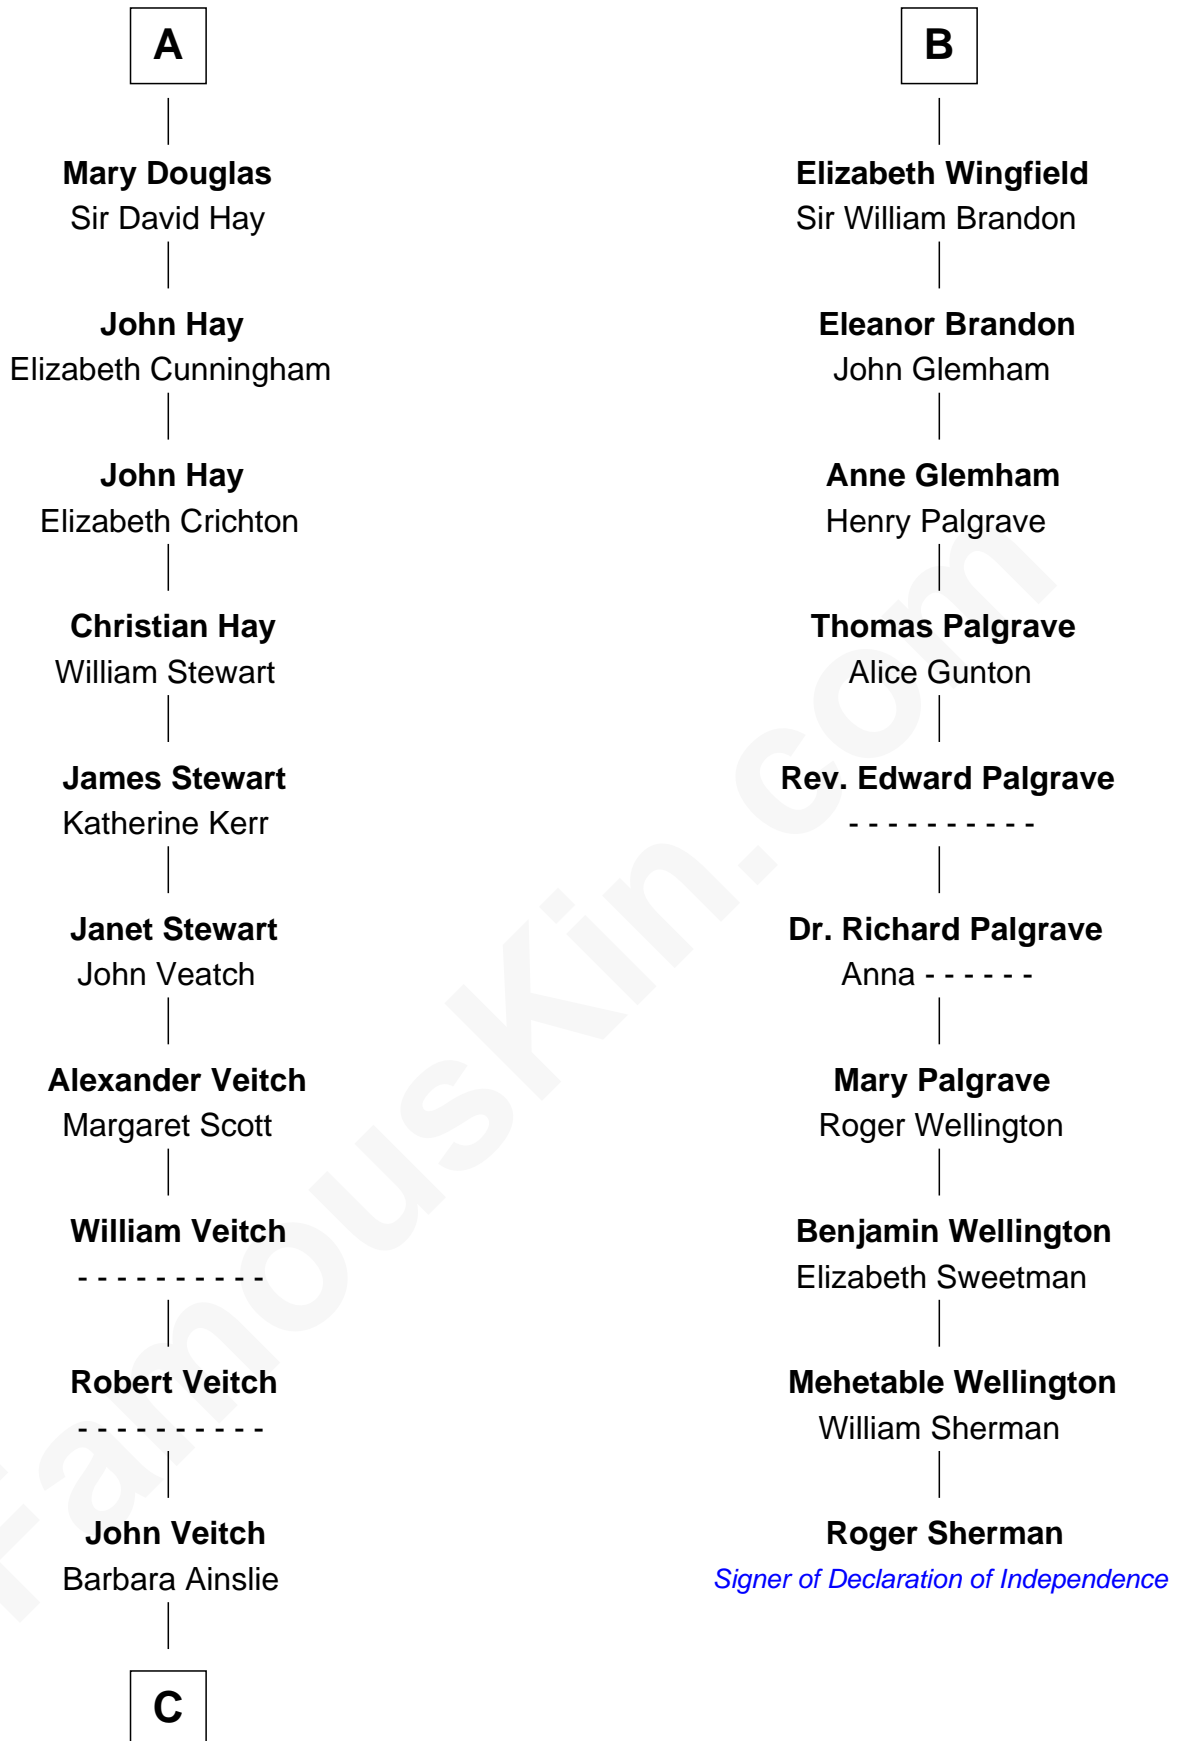 A
Mary Douglas
Sir David Hay
John Hay
Elizabeth Cunningham
John Hay
Elizabeth Crichton
Christian Hay
William Stewart
James Stewart
Katherine Kerr
Janet Stewart
John Veatch
Alexander Veitch
Margaret Scott
William Veitch
- - - - - - - - - -
Robert Veitch
- - - - - - - - - -
John Veitch
Barbara Ainslie
C
B
Elizabeth Wingfield
Sir William Brandon
Eleanor Brandon
John Glemham
Anne Glemham
Henry Palgrave
Thomas Palgrave
Alice Gunton
Rev. Edward Palgrave
- - - - - - - - - -
Dr. Richard Palgrave
Anna - - - - - -
Mary Palgrave
Roger Wellington
Benjamin Wellington
Elizabeth Sweetman
Mehetable Wellington
William Sherman
Roger Sherman
Signer of Declaration of Independence
FamousKin.com